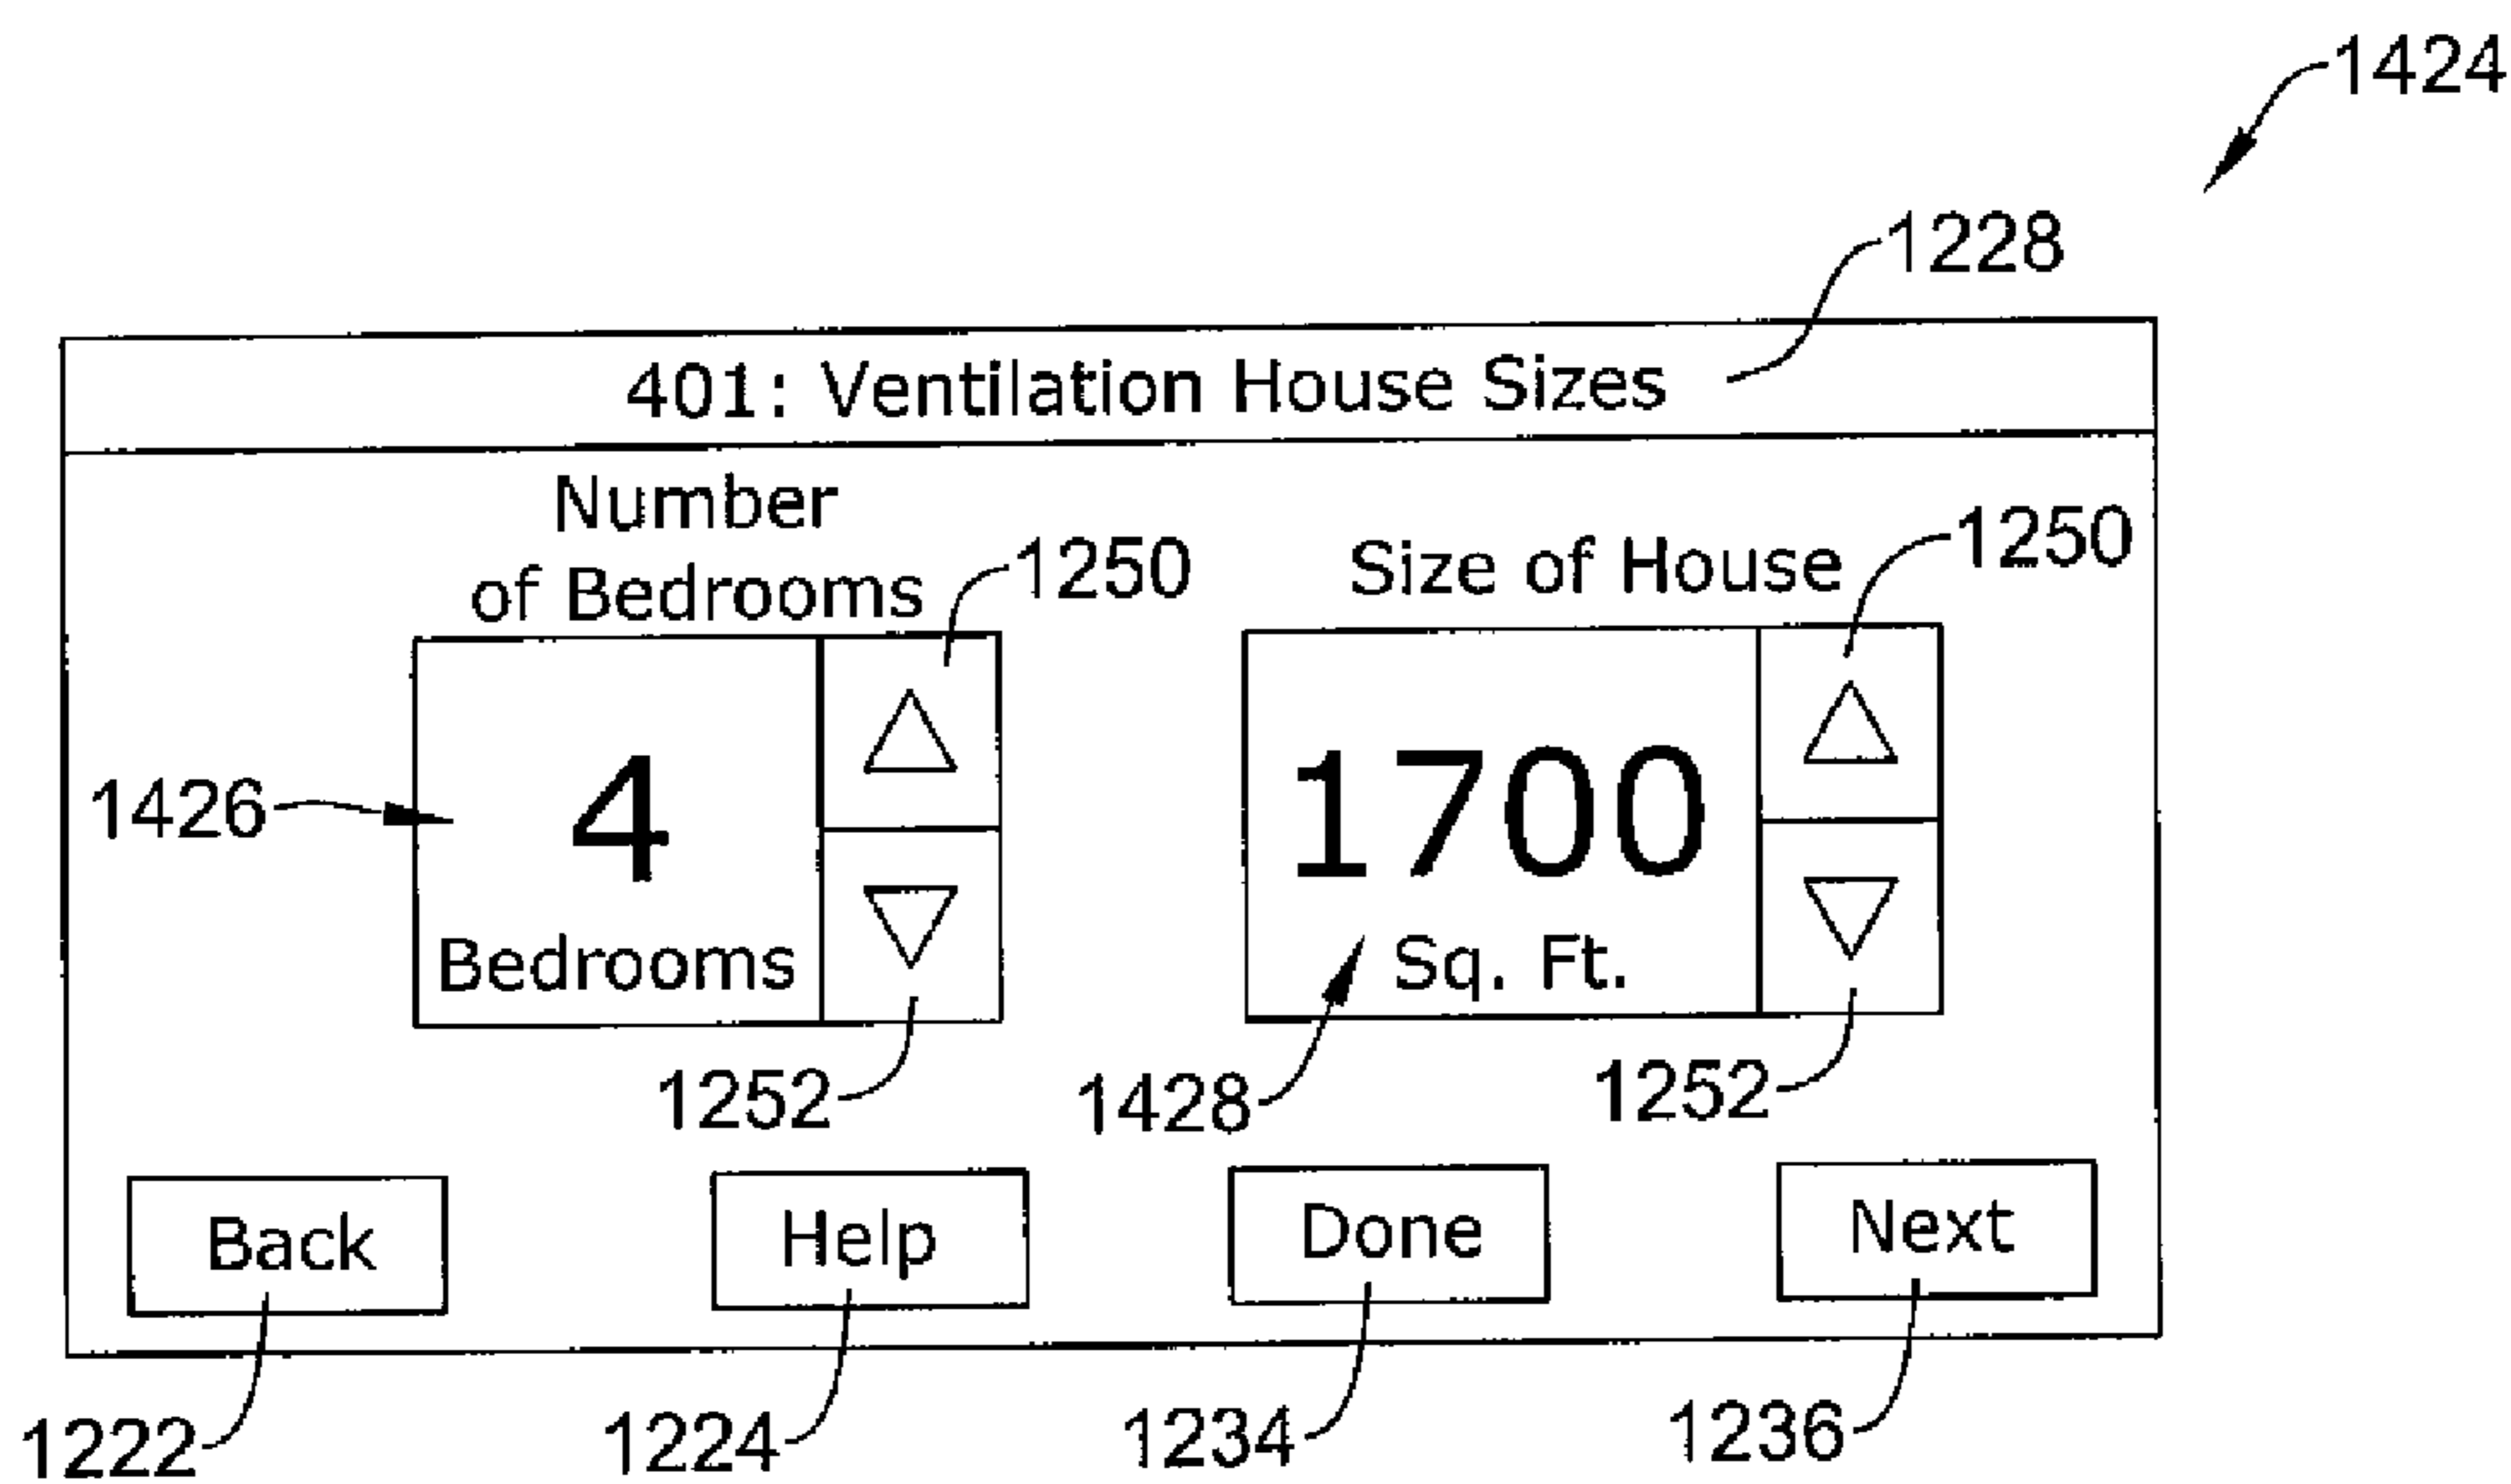 1424
1228
401: Ventilation House Sizes
Number
of Bedrooms
1250
Size of House
1250
1426
4
Bedrooms
1700
Sq. Ft.
1252
1428
1252
Back
Help
Done
Next
1222
1224
1234
1236